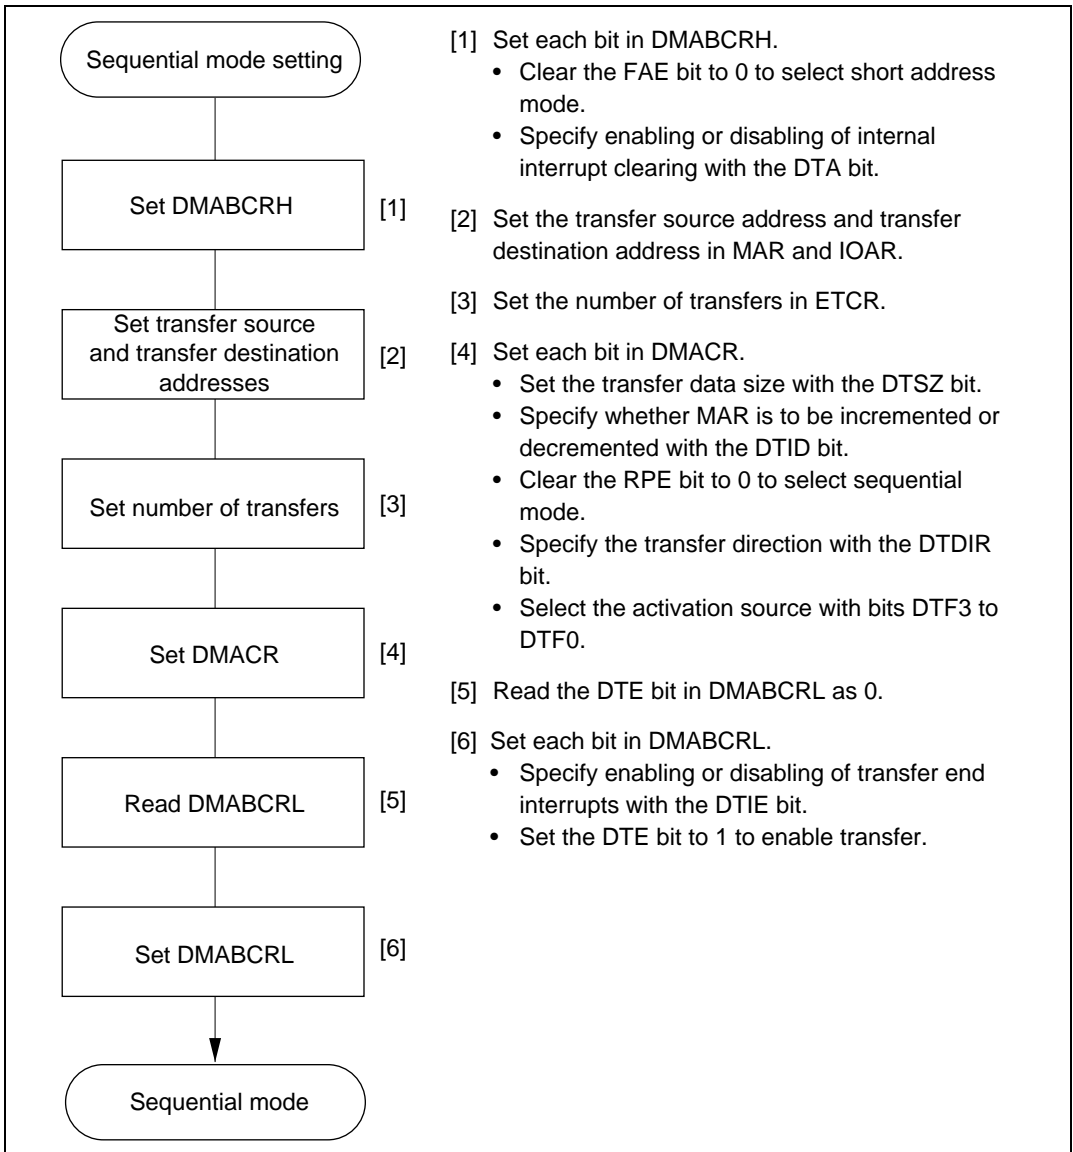 Sequential mode setting
Set DMABCRH
[1]
Set transfer source
and transfer destination
addresses
[2]
Set number of transfers
[3]
Set DMACR
[4]
Read DMABCRL
[5]
Set DMABCRL
[6]
Sequential mode
[1] Set each bit in DMABCRH.
• Clear the FAE bit to 0 to select short address
mode.
• Specify enabling or disabling of internal
interrupt clearing with the DTA bit.
[2] Set the transfer source address and transfer
destination address in MAR and IOAR.
[3] Set the number of transfers in ETCR.
[4] Set each bit in DMACR.
• Set the transfer data size with the DTSZ bit.
• Specify whether MAR is to be incremented or
decremented with the DTID bit.
• Clear the RPE bit to 0 to select sequential
mode.
• Specify the transfer direction with the DTDIR
bit.
• Select the activation source with bits DTF3 to
DTF0.
[5] Read the DTE bit in DMABCRL as 0.
[6] Set each bit in DMABCRL.
• Specify enabling or disabling of transfer end
interrupts with the DTIE bit.
• Set the DTE bit to 1 to enable transfer.